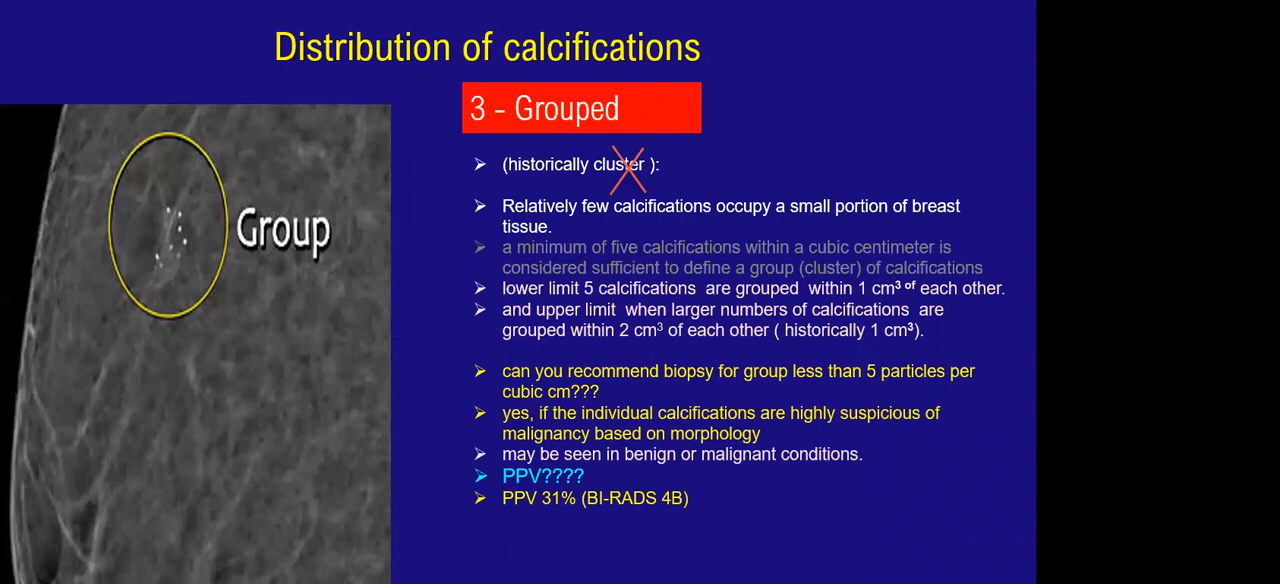 Distribution of calcifications
3 - Grouped
(historically cluster ):
Relatively few calcifications occupy a small portion of breast
tissue.
a minimum of five calcifications within a cubic centimeter is
considered sufficient to define a group (cluster) of calcifications
lower limit 5 calcifications are grouped within 1 cm³ ᵒᶠ each other.
and upper limit when larger numbers of calcifications are
grouped within 2 cm³ of each other ( historically 1 cm³).
can you recommend biopsy for group less than 5 particles per
cubic cm???
yes, if the individual calcifications are highly suspicious of
malignancy based on morphology
may be seen in benign or malignant conditions.
PPV????
PPV 31% (BI-RADS 4B)
Group